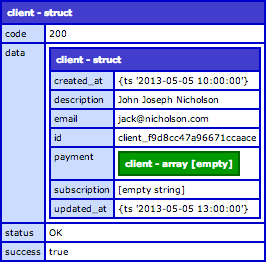 client - struct
code 200
data client - struct
created_at {ts '2013-05-05 10:00:00'}
description John Joseph Nicholson
email jack@nicholson.com
id client_f9d8cc47a96671ccaace
payment client - array [empty]
subscription [empty string]
updated_at {ts '2013-05-05 13:00:00'}
status OK
success true